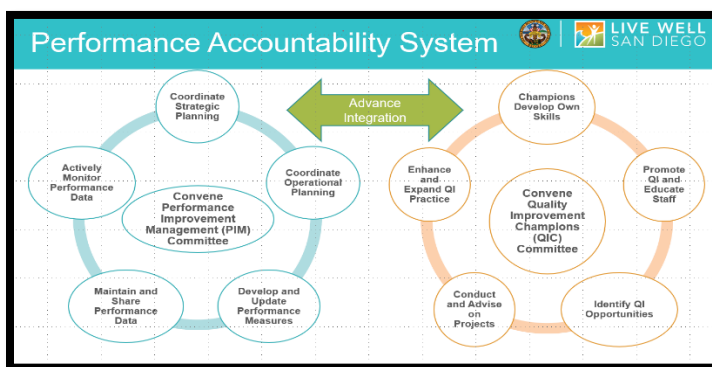 Performance Accountability System
LIVE WELL
SAN DIEGO
Coordinate
Strategic
Planning
Advance
Integration
Champions
Develop Own
Skills
Actively
Monitor
Performance
Data
Coordinate
Operational
Planning
Convene
Performance
Improvement
Management (PIM)
Committee
Maintain and
Share
Performance
Data
Develop and
Update
Performance
Measures
Enhance
and
Expand QI
Practice
Promote
QI and
Educate
Staff
Convene
Quality
Improvement
Champions
(QIC)
Committee
Conduct
and Advise
on
Projects
Identify QI
Opportunities